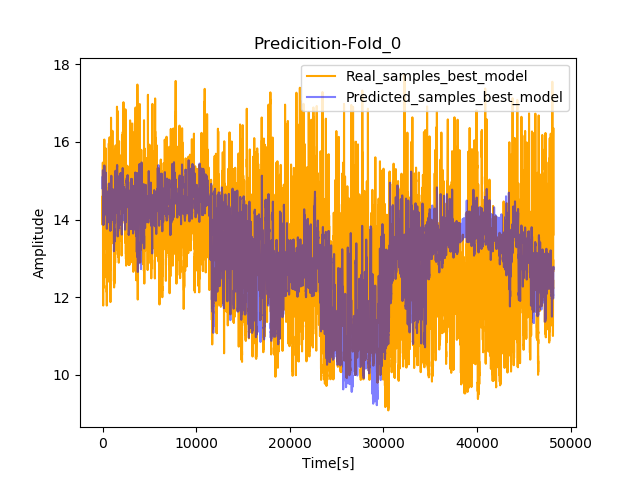 Predicition-Fold_0
Real_samples_best_model
Predicted_samples_best_model
18
16
14
12
10
Amplitude
0
10000
20000
30000
40000
50000
Time[s]